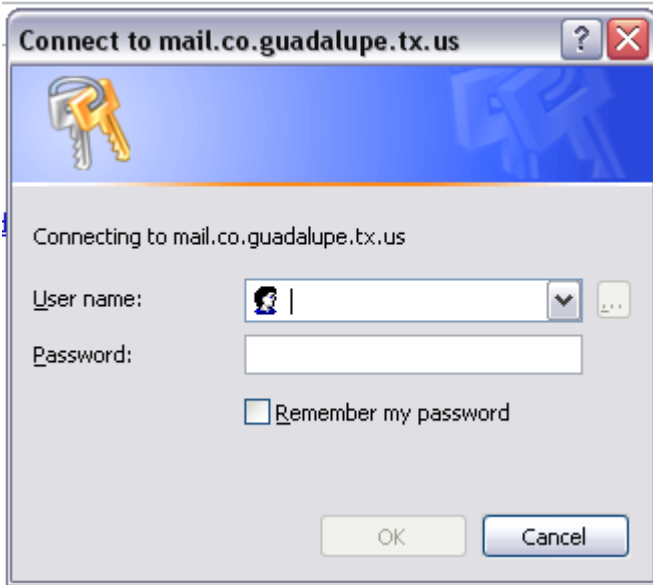 Connect to mail.co.guadalupe.tx.us
?
Connecting to mail.co.guadalupe.tx.us
User name:
...
Password:
Remember my password
OK
Cancel